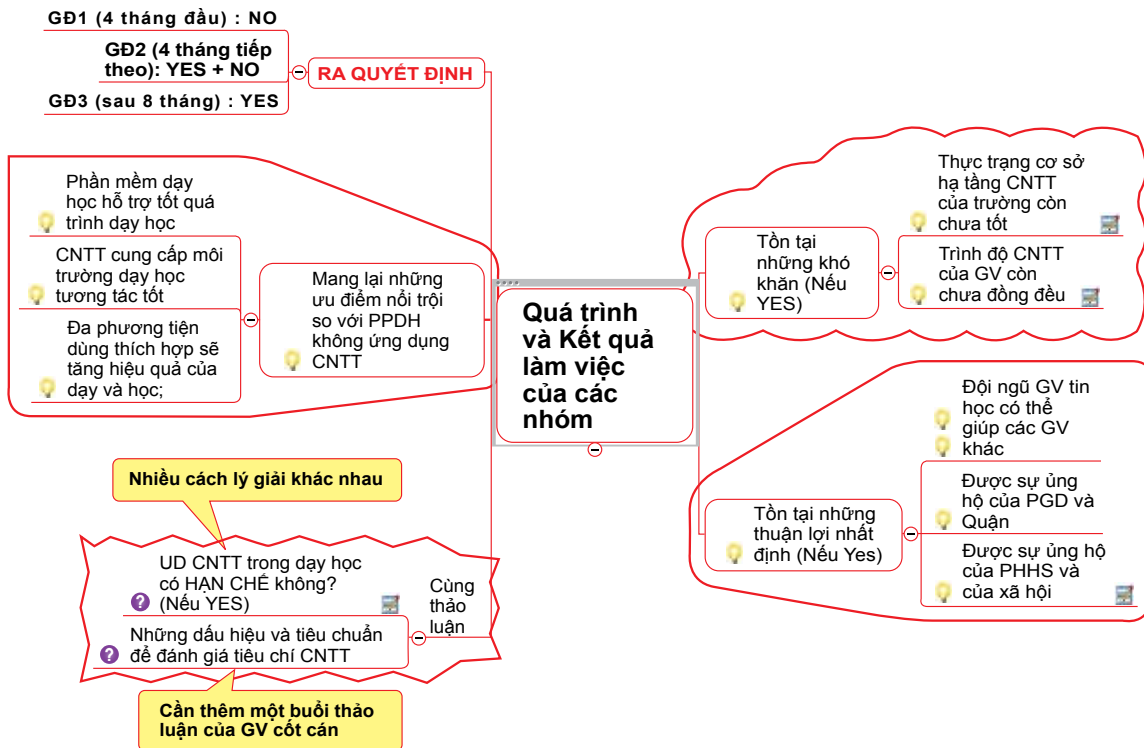 GĐ1 (4 tháng đầu) : NO
GĐ2 (4 tháng tiếp
theo): YES + NO
GĐ3 (sau 8 tháng) : YES
RA QUYẾT ĐỊNH
Phần mềm dạy
học hỗ trợ tốt quá
trình dạy học
CNTT cung cấp môi
trường dạy học
tương tác tốt
Đa phương tiện
dùng thích hợp sẽ
tăng hiệu quả của
dạy và học;
Mang lại những
ưu điểm nổi trội
so với PPDH
không ứng dụng
CNTT
Quá trình
và Kết quả
làm việc
của các
nhóm
Tồn tại
những khó
khăn (Nếu
YES)
Thực trạng cơ sở
hạ tầng CNTT
của trường còn
chưa tốt
Trình độ CNTT
của GV còn
chưa đồng đều
Tồn tại những
thuận lợi nhất
định (Nếu Yes)
Đội ngũ GV tin
học có thể
giúp các GV
khác
Được sự ủng
hộ của PGD và
Quận
Được sự ủng hộ
của PHHS và
của xã hội
Nhiều cách lý giải khác nhau
UD CNTT trong dạy học
có HẠN CHẾ không?
(Nếu YES)
Những dấu hiệu và tiêu chuẩn
để đánh giá tiêu chí CNTT
Cùng
thảo
luận
Cần thêm một buổi thảo
luận của GV cốt cán